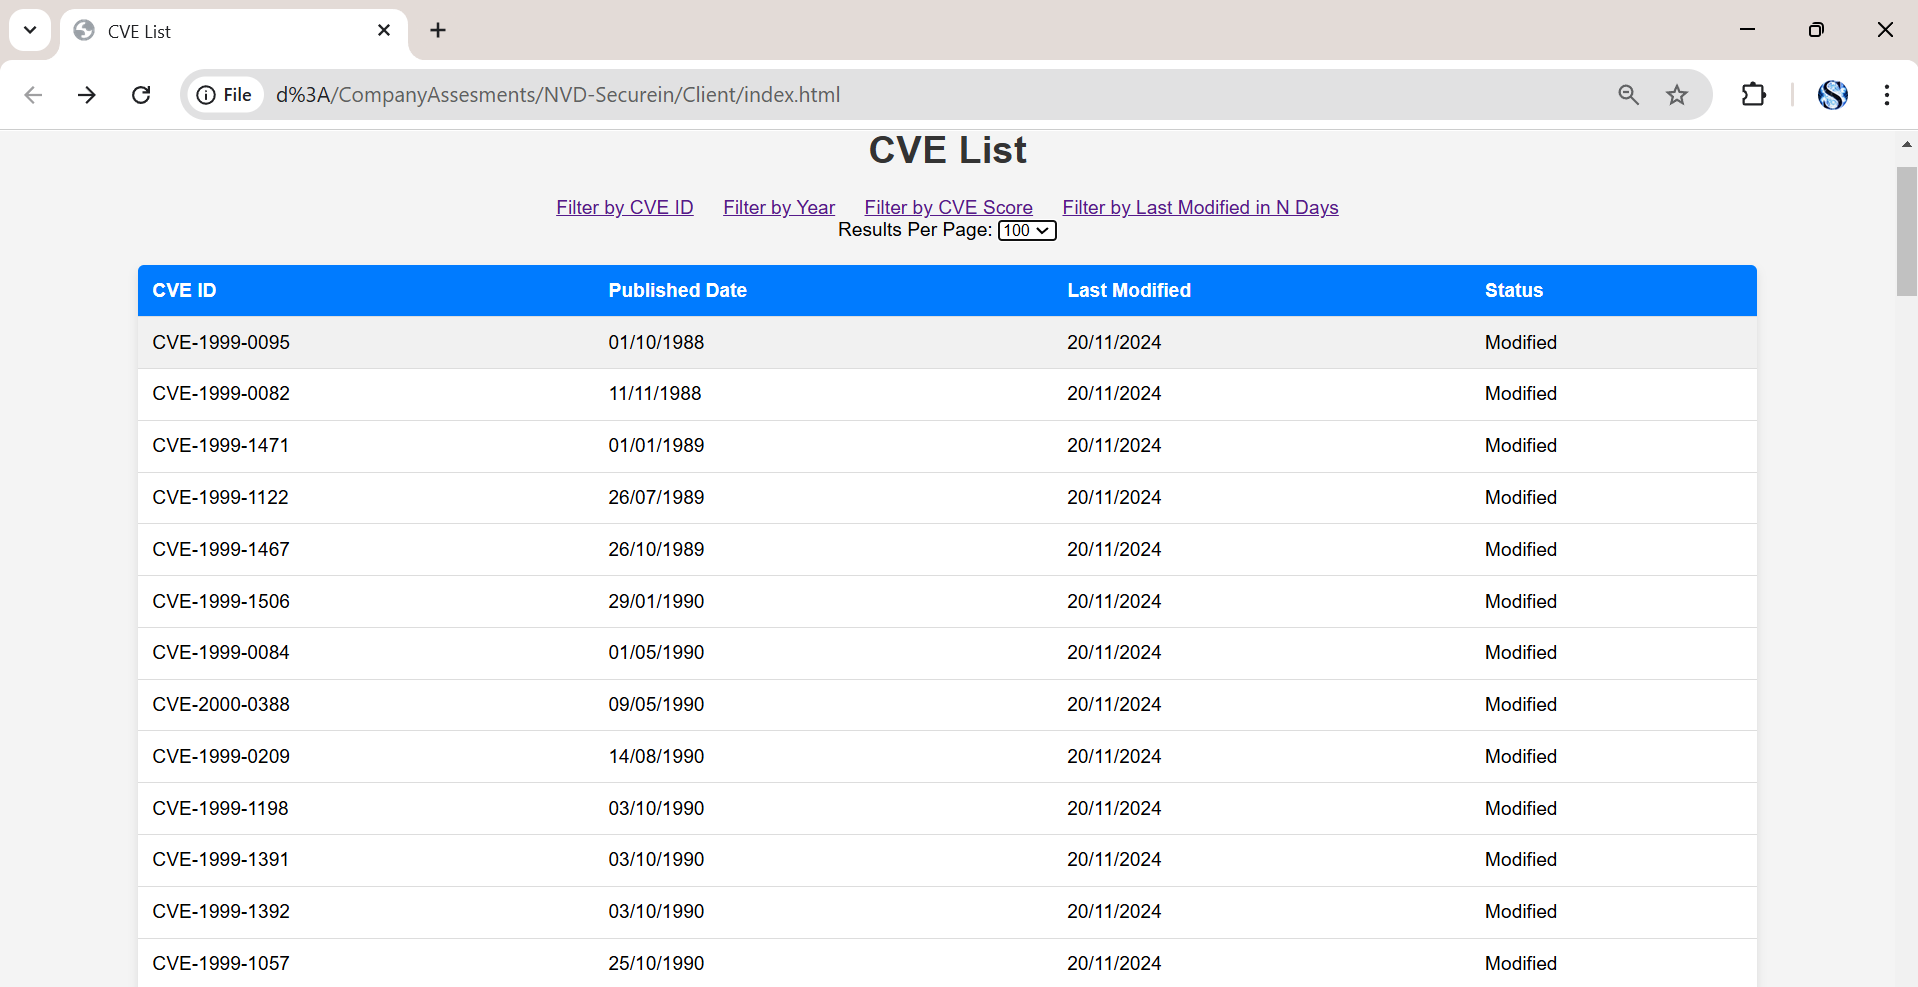 CVE List
File d%3A/CompanyAssesments/NVD-Securein/Client/index.html
CVE List
Filter by CVE ID Filter by Year Filter by CVE Score Filter by Last Modified in N Days
Results Per Page: 100
CVE ID Published Date Last Modified Status
CVE-1999-0095 01/10/1988 20/11/2024 Modified
CVE-1999-0082 11/11/1988 20/11/2024 Modified
CVE-1999-1471 01/01/1989 20/11/2024 Modified
CVE-1999-1122 26/07/1989 20/11/2024 Modified
CVE-1999-1467 26/10/1989 20/11/2024 Modified
CVE-1999-1506 29/01/1990 20/11/2024 Modified
CVE-1999-0084 01/05/1990 20/11/2024 Modified
CVE-2000-0388 09/05/1990 20/11/2024 Modified
CVE-1999-0209 14/08/1990 20/11/2024 Modified
CVE-1999-1198 03/10/1990 20/11/2024 Modified
CVE-1999-1391 03/10/1990 20/11/2024 Modified
CVE-1999-1392 03/10/1990 20/11/2024 Modified
CVE-1999-1057 25/10/1990 20/11/2024 Modified